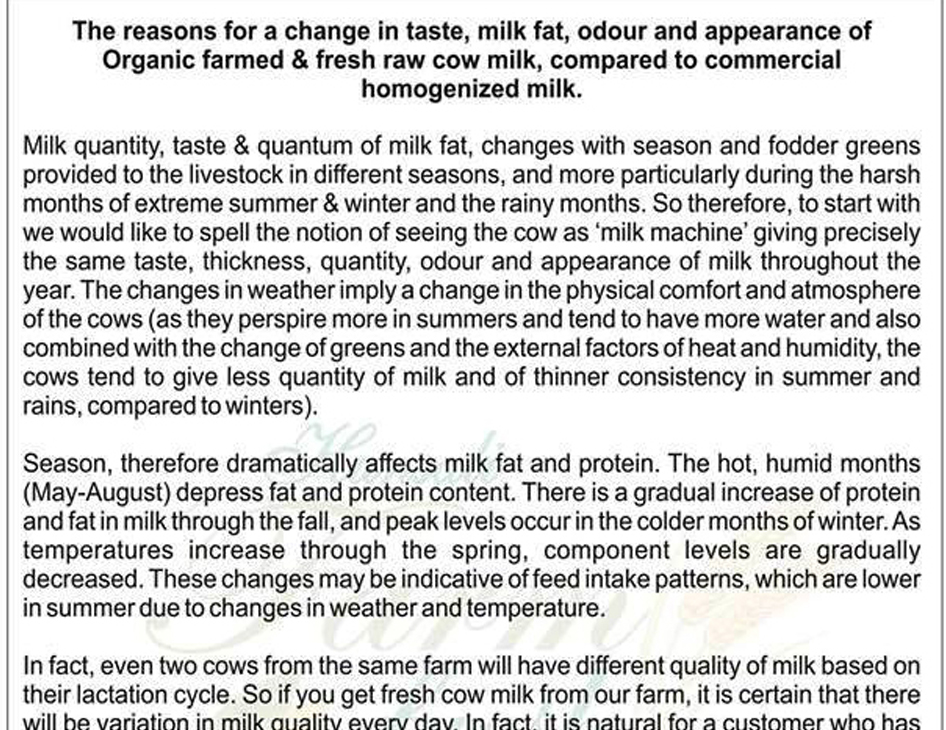 The reasons for a change in taste, milk fat, odour and appearance of
Organic farmed & fresh raw cow milk, compared to commercial
homogenized milk.
Milk quantity, taste & quantum of milk fat, changes with season and fodder greens
provided to the livestock in different seasons, and more particularly during the harsh
months of extreme summer & winter and the rainy months. So therefore, to start with
we would like to spell the notion of seeing the cow as ‘milk machine’ giving precisely
the same taste, thickness, quantity, odour and appearance of milk throughout the
year. The changes in weather imply a change in the physical comfort and atmosphere
of the cows (as they perspire more in summers and tend to have more water and also
combined with the change of greens and the external factors of heat and humidity, the
cows tend to give less quantity of milk and of thinner consistency in summer and
rains, compared to winters).
Season, therefore dramatically affects milk fat and protein. The hot, humid months
(May-August) depress fat and protein content. There is a gradual increase of protein
and fat in milk through the fall, and peak levels occur in the colder months of winter. As
temperatures increase through the spring, component levels are gradually
decreased. These changes may be indicative of feed intake patterns, which are lower
in summer due to changes in weather and temperature.
In fact, even two cows from the same farm will have different quality of milk based on
their lactation cycle. So if you get fresh cow milk from our farm, it is certain that there
will be variation in milk quality every day. In fact, it is natural for a customer who has